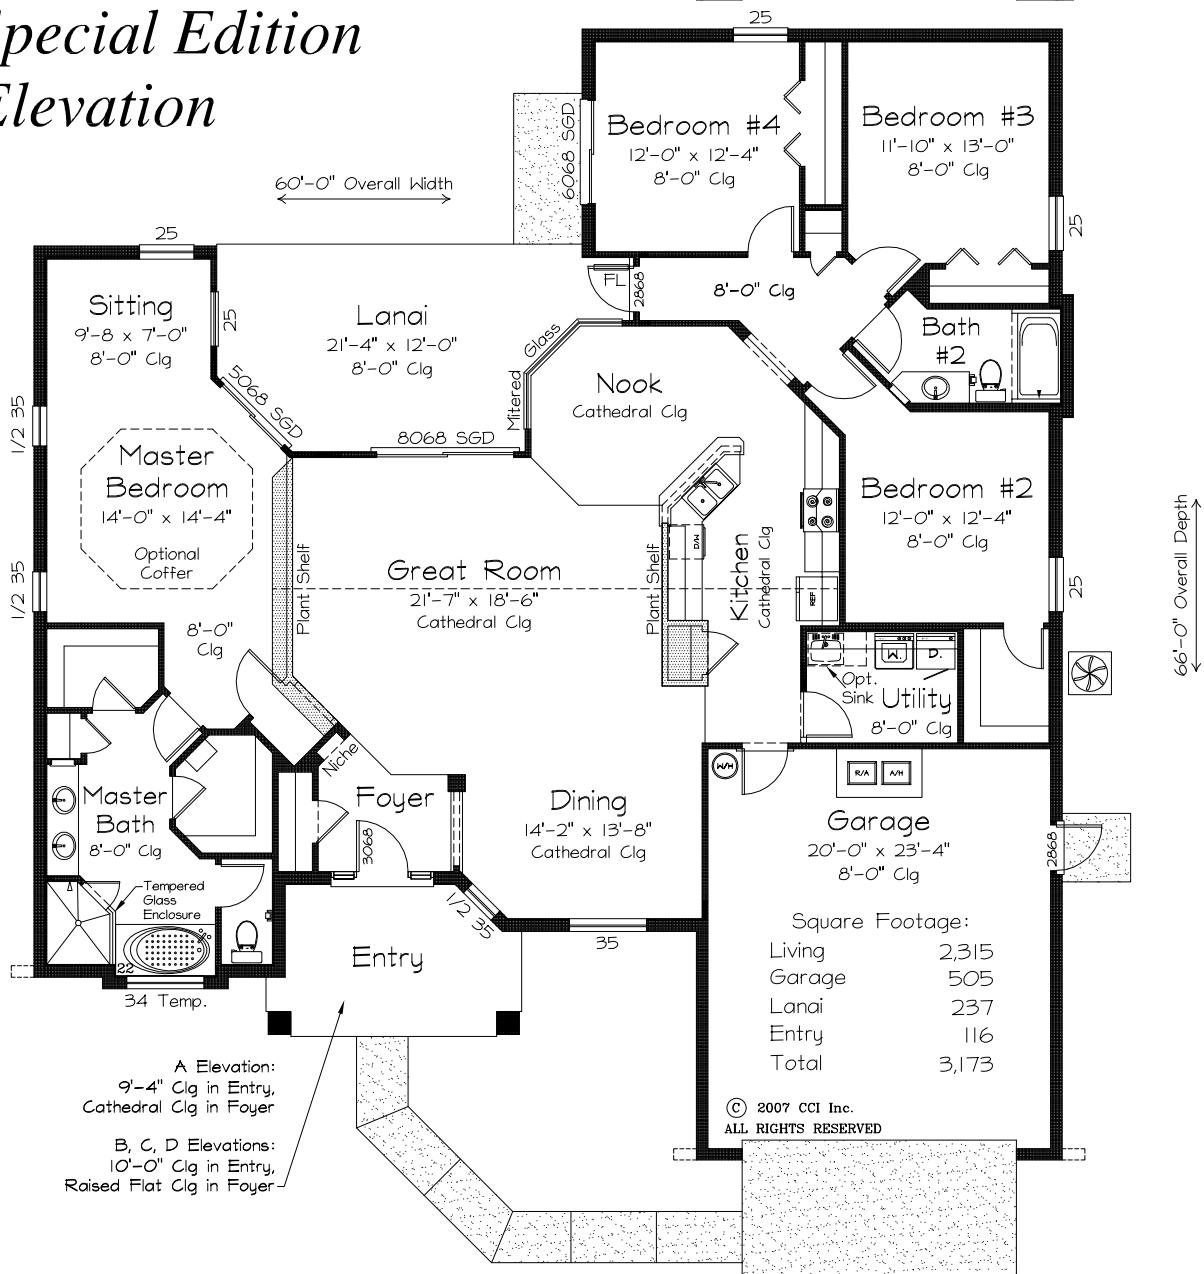 Special Edition
Elevation
25
6068 SGD
Bedroom #4
12'-0" x 12'-4"
8'-0" Clg
Bedroom #3
11'-10" x 13'-0"
8'-0" Clg
60'-0" Overall Width
25
25
Sitting
9'-8 x 7'-0"
8'-0" Clg
25
Lanai
21'-4" x 12'-0"
8'-0" Clg
FL
2868
8'-0" Clg
Bath
#2
Mitered
Glass
Nook
Cathedral Clg
5068 SGD
8068 SGD
1/2 35
Master
Bedroom
14'-0" x 14'-4"
Optional
Coffer
1/2 35
8'-0"
Clg
Plant Shelf
Great Room
21'-7" x 18'-6"
Cathedral Clg
Plant Shelf
D/W
Kitchen
Cathedral Clg
REF
Bedroom #2
12'-0" x 12'-4"
8'-0" Clg
25
66'-0" Overall Depth
W.
D.
Opt.
Sink
Utility
8'-0" Clg
Niche
Foyer
3068
Master
Bath
8'-0" Clg
Tempered
Glass
Enclosure
22
34 Temp.
Dining
14'-2" x 13'-8"
Cathedral Clg
1/2 35
35
Entry
W/H
R/A
A/H
Garage
20'-0" x 23'-4"
8'-0" Clg
2868
Square Footage:
Living 2,315
Garage 505
Lanai 237
Entry 116
Total 3,173
© 2007 CCI Inc.
ALL RIGHTS RESERVED
A Elevation:
9'-4" Clg in Entry,
Cathedral Clg in Foyer
B, C, D Elevations:
10'-0" Clg in Entry,
Raised Flat Clg in Foyer